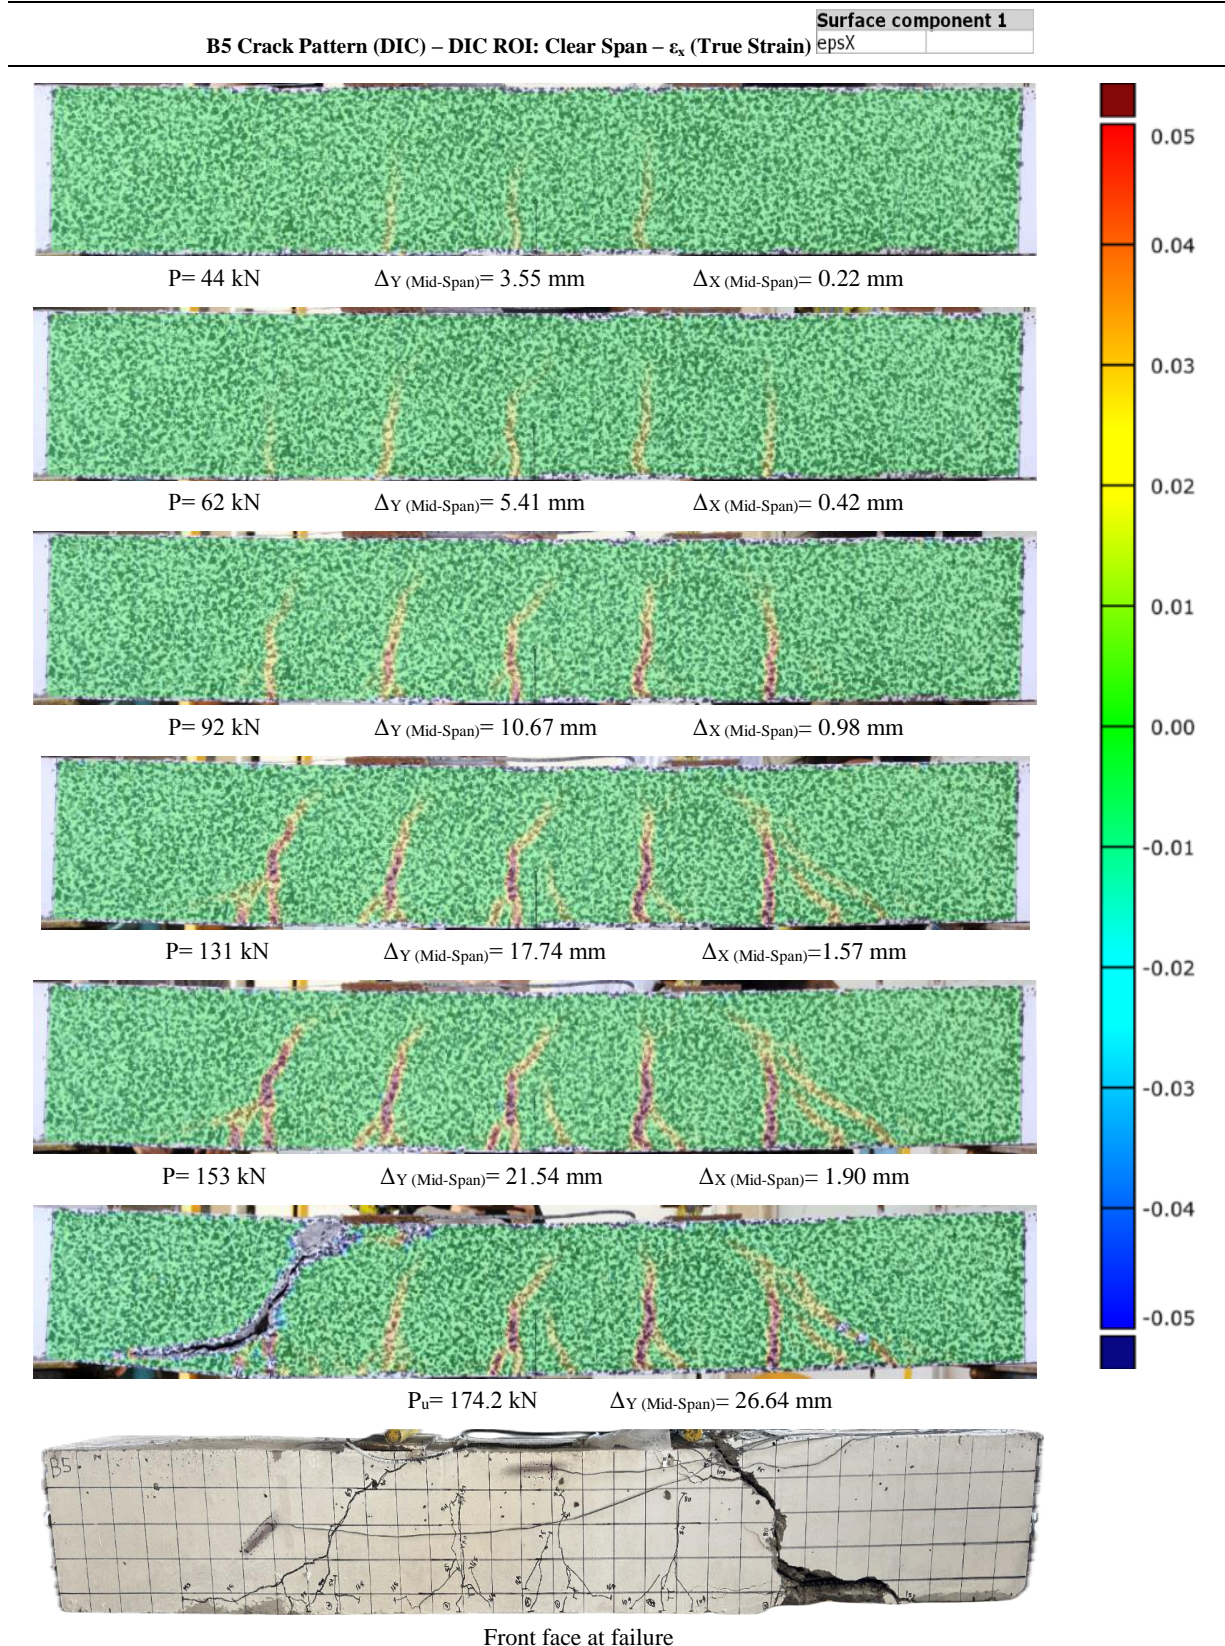 Surface component 1
B5 Crack Pattern (DIC) – DIC ROI: Clear Span – εx (True Strain) epsX
0.05
0.04
0.03
0.02
0.01
0.00
-0.01
-0.02
-0.03
-0.04
-0.05
P= 44 kN ΔY (Mid-Span)= 3.55 mm ΔX (Mid-Span)= 0.22 mm
P= 62 kN ΔY (Mid-Span)= 5.41 mm ΔX (Mid-Span)= 0.42 mm
P= 92 kN ΔY (Mid-Span)= 10.67 mm ΔX (Mid-Span)= 0.98 mm
P= 131 kN ΔY (Mid-Span)= 17.74 mm ΔX (Mid-Span)=1.57 mm
P= 153 kN ΔY (Mid-Span)= 21.54 mm ΔX (Mid-Span)= 1.90 mm
Pu= 174.2 kN ΔY (Mid-Span)= 26.64 mm
B5
Front face at failure